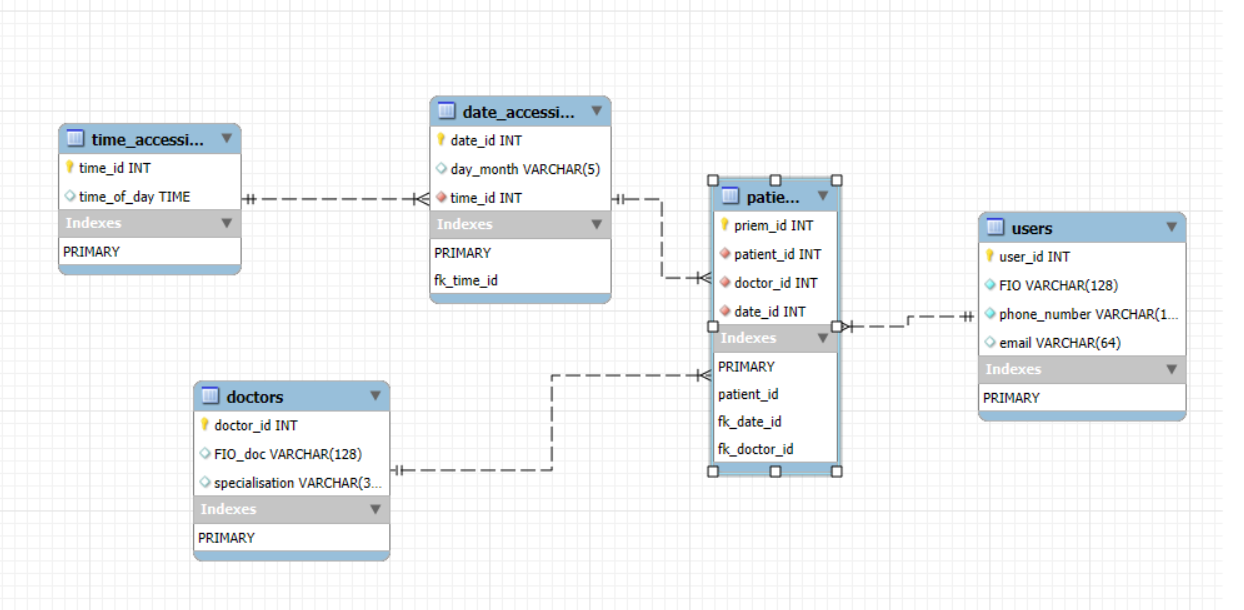 time_accessi...
time_id INT
time_of_day TIME
Indexes
PRIMARY
date_accessi...
date_id INT
day_month VARCHAR(5)
time_id INT
Indexes
PRIMARY
fk_time_id
patie...
priem_id INT
patient_id INT
doctor_id INT
date_id INT
Indexes
PRIMARY
patient_id
fk_date_id
fk_doctor_id
users
user_id INT
FIO VARCHAR(128)
phone_number VARCHAR(1...
email VARCHAR(64)
Indexes
PRIMARY
doctors
doctor_id INT
FIO_doc VARCHAR(128)
specialisation VARCHAR(3...
Indexes
PRIMARY